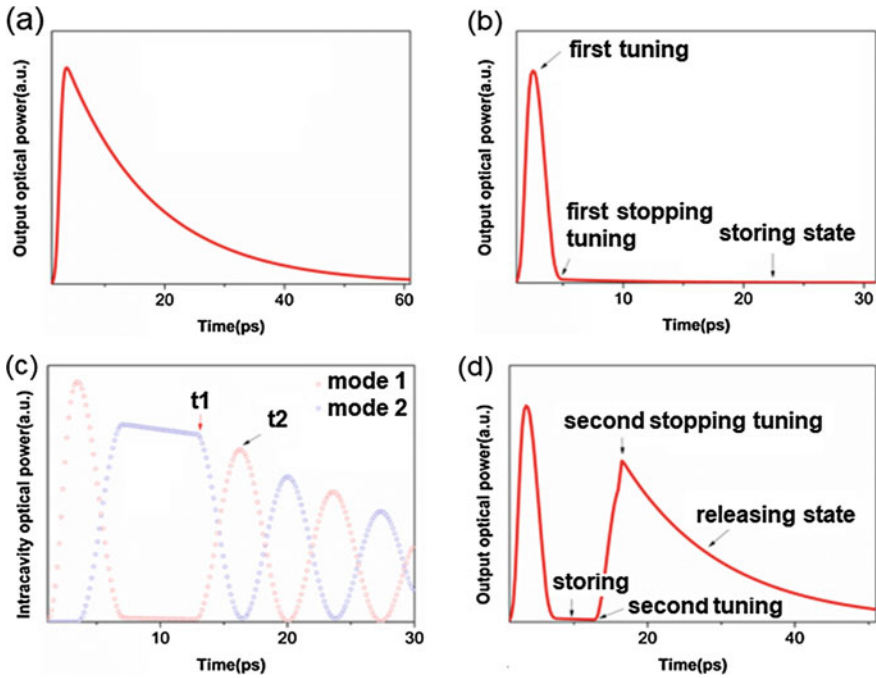 (a)
Output optical power(a.u.)
20
40
60
Time(ps)
(b)
Output optical power(a.u.)
first tuning
first stopping
tuning
storing state
10
20
30
Time(ps)
(c)
Intracavity optical power(a.u.)
mode 1
mode 2
t1
t2
10
20
30
Time(ps)
(d)
Output optical power(a.u.)
second stopping tuning
releasing state
storing
second tuning
20
40
Time(ps)